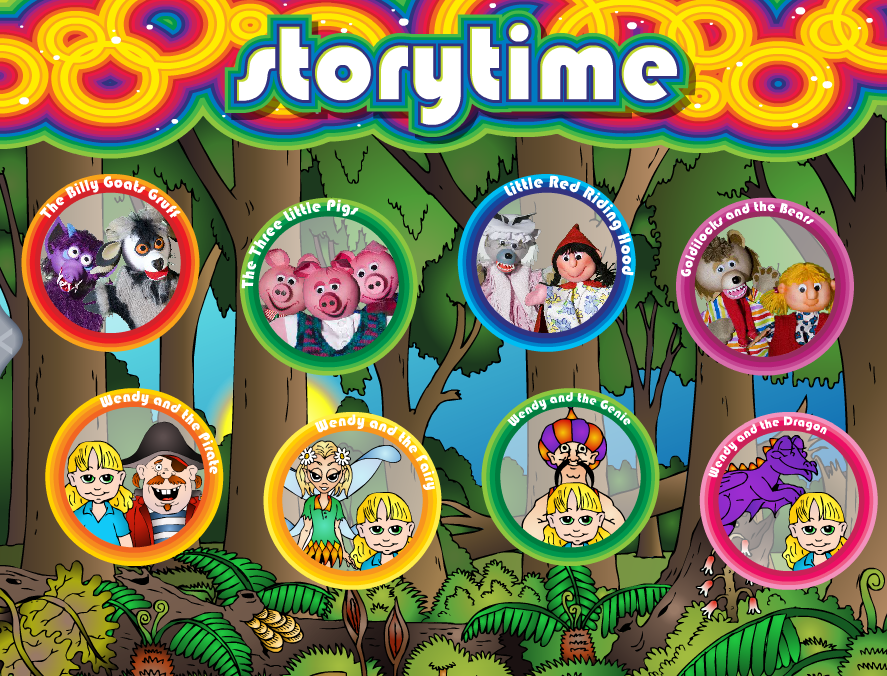 storytime
The Billy Goats Gruff
The Three Little Pigs
Little Red Riding Hood
Goldilocks and the Bears
Wendy and the Pirate
Wendy and the Fairy
Wendy and the Genie
Wendy and the Dragon